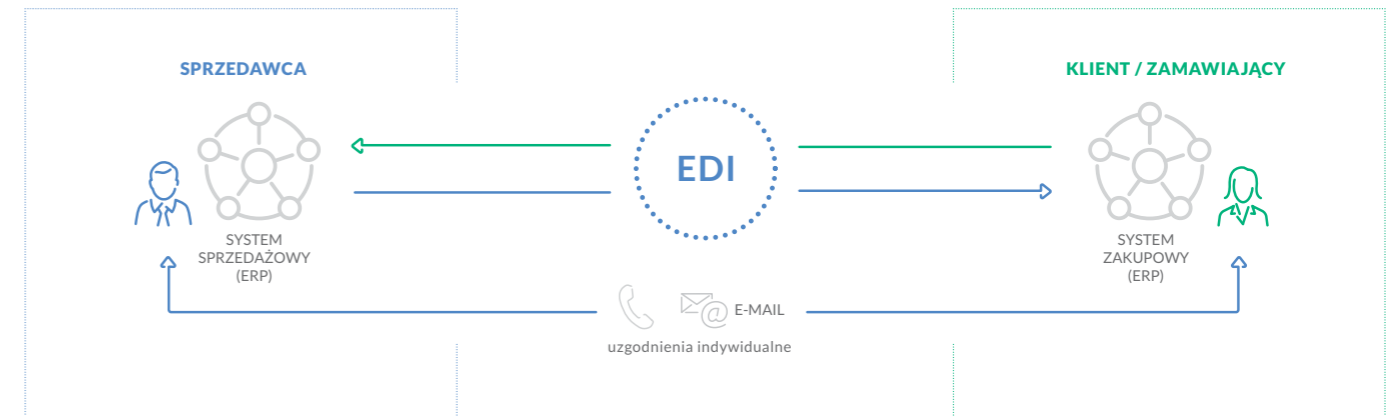 SPRZEDAWCA
KLIENT / ZAMAWIAJĄCY
EDI
SYSTEM
SPRZEDAŻOWY
(ERP)
SYSTEM
ZAKUPOWY
(ERP)
@ E-MAIL
uzgodnienia indywidualne